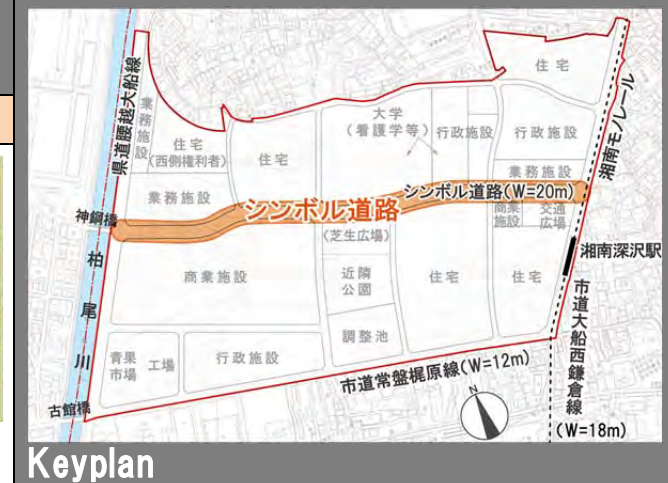 住宅
県道腰越大船線
湘南モノレール
業務施設
住宅
(西側権利者)
住宅
大学
(看護学等)
行政施設
行政施設
業務施設
業務施設
シンボル道路(W=20m)
シンボル道路
神鋼橋
商業施設
交通広場
(芝生広場)
湘南深沢駅
柏尾川
商業施設
近隣公園
住宅
住宅
調整池
市道大船西鎌倉線
(W=18m)
青果市場
工場
行政施設
市道常盤梶原線(W=12m)
古館橋
N
Keyplan